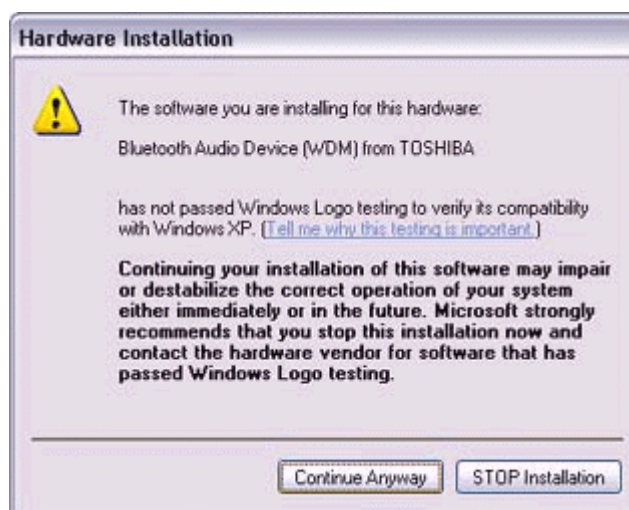 Hardware Installation
The software you are installing for this hardware:
Bluetooth Audio Device (WDM) from TOSHIBA
has not passed Windows Logo testing to verify its compatibility
with Windows XP. (Tell me why this testing is important.)
Continuing your installation of this software may impair
or destabilize the correct operation of your system
either immediately or in the future. Microsoft strongly
recommends that you stop this installation now and
contact the hardware vendor for software that has
passed Windows Logo testing.
Continue Anyway
STOP Installation